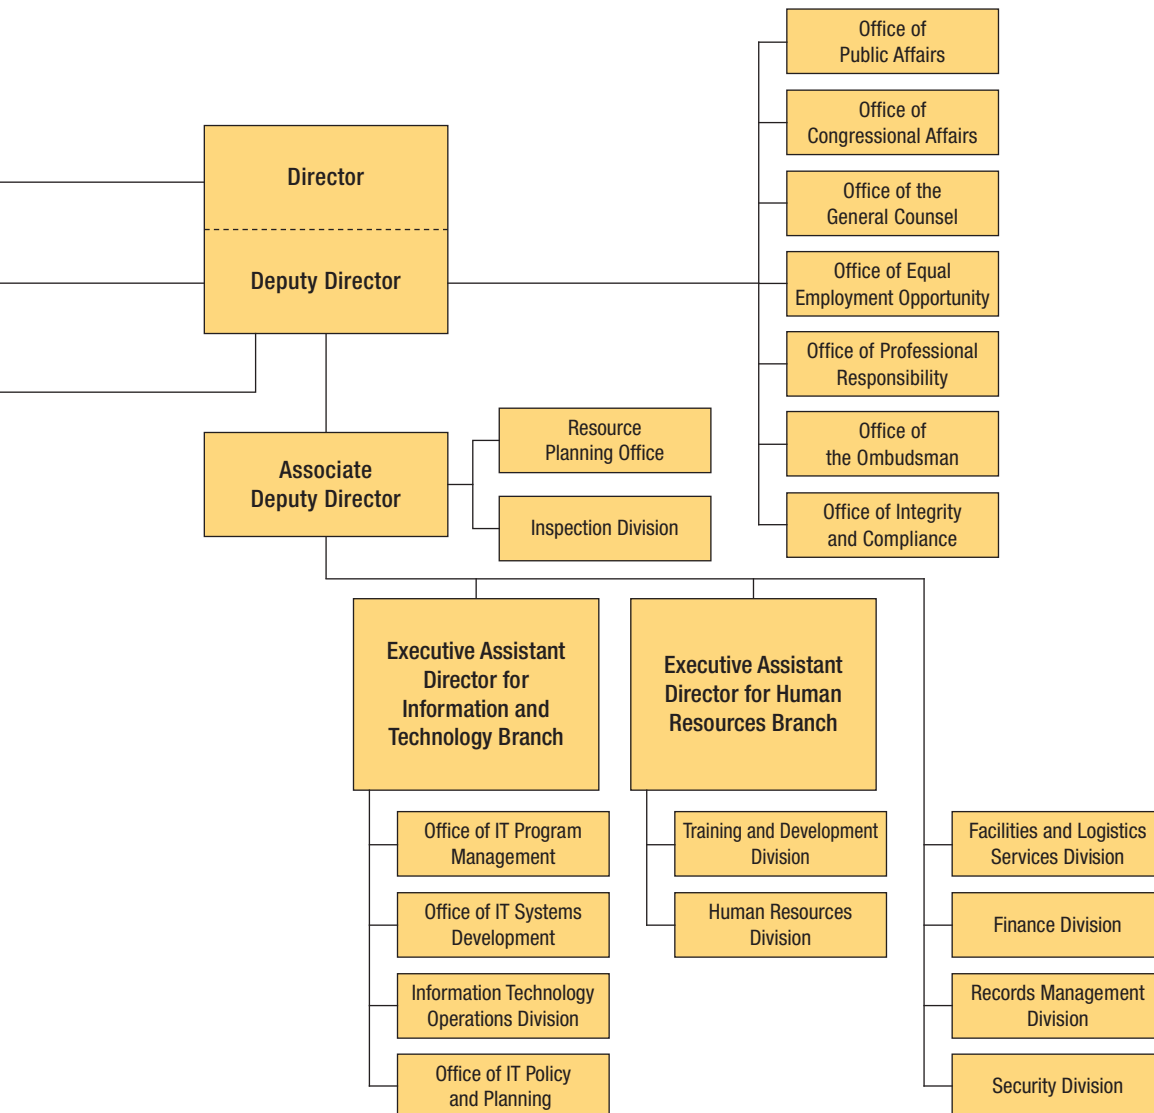 Office of
Public Affairs
Office of
Congressional Affairs
Director
Office of the
General Counsel
Deputy Director
Office of Equal
Employment Opportunity
Office of Professional
Responsibility
Associate
Deputy Director
Resource
Planning Office
Inspection Division
Office of
the Ombudsman
Office of Integrity
and Compliance
Executive Assistant
Director for
Information and
Technology Branch
Executive Assistant
Director for Human
Resources Branch
Office of IT Program
Management
Office of IT Systems
Development
Information Technology
Operations Division
Office of IT Policy
and Planning
Training and Development
Division
Human Resources
Division
Facilities and Logistics
Services Division
Finance Division
Records Management
Division
Security Division